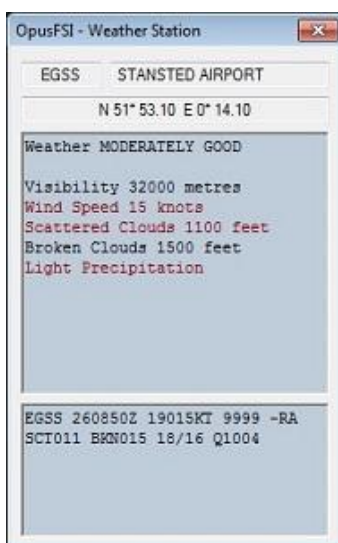 OpusFSI - Weather Station
EGSS STANSTED AIRPORT
N 51° 53.10 E 0° 14.10
Weather MODERATELY GOOD
Visibility 32000 metres
Wind Speed 15 knots
Scattered Clouds 1100 feet
Broken Clouds 1500 feet
Light Precipitation
EGSS 260850Z 19015KT 9999 -RA
SCT011 BKN015 18/16 Q1004